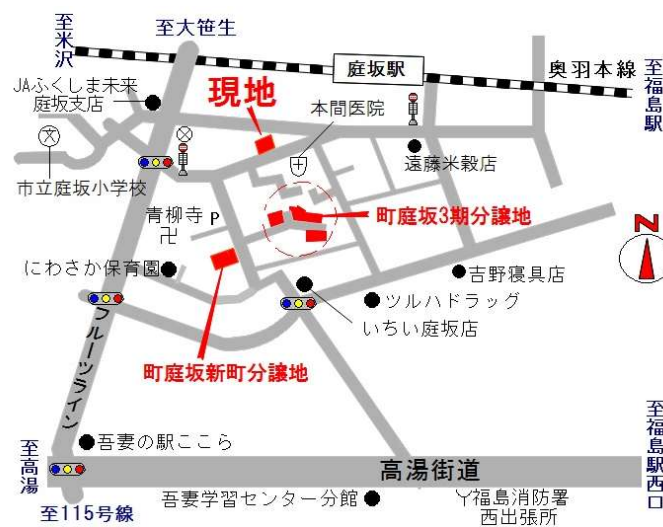 至米沢
至大笹生
庭坂駅
奥羽本線
至福島駅
JAふくしま未来
庭坂支店
現地
本間医院
文
市立庭坂小学校
遠藤米穀店
青柳寺
卍
P
町庭坂3期分譲地
N
にわさか保育園
吉野寝具店
ツルハドラッグ
いちい庭坂店
フルーツライン
町庭坂新町分譲地
吾妻の駅ここら
至高湯
高湯街道
至福島駅西口
至115号線
吾妻学習センター分館
福島消防署
西出張所